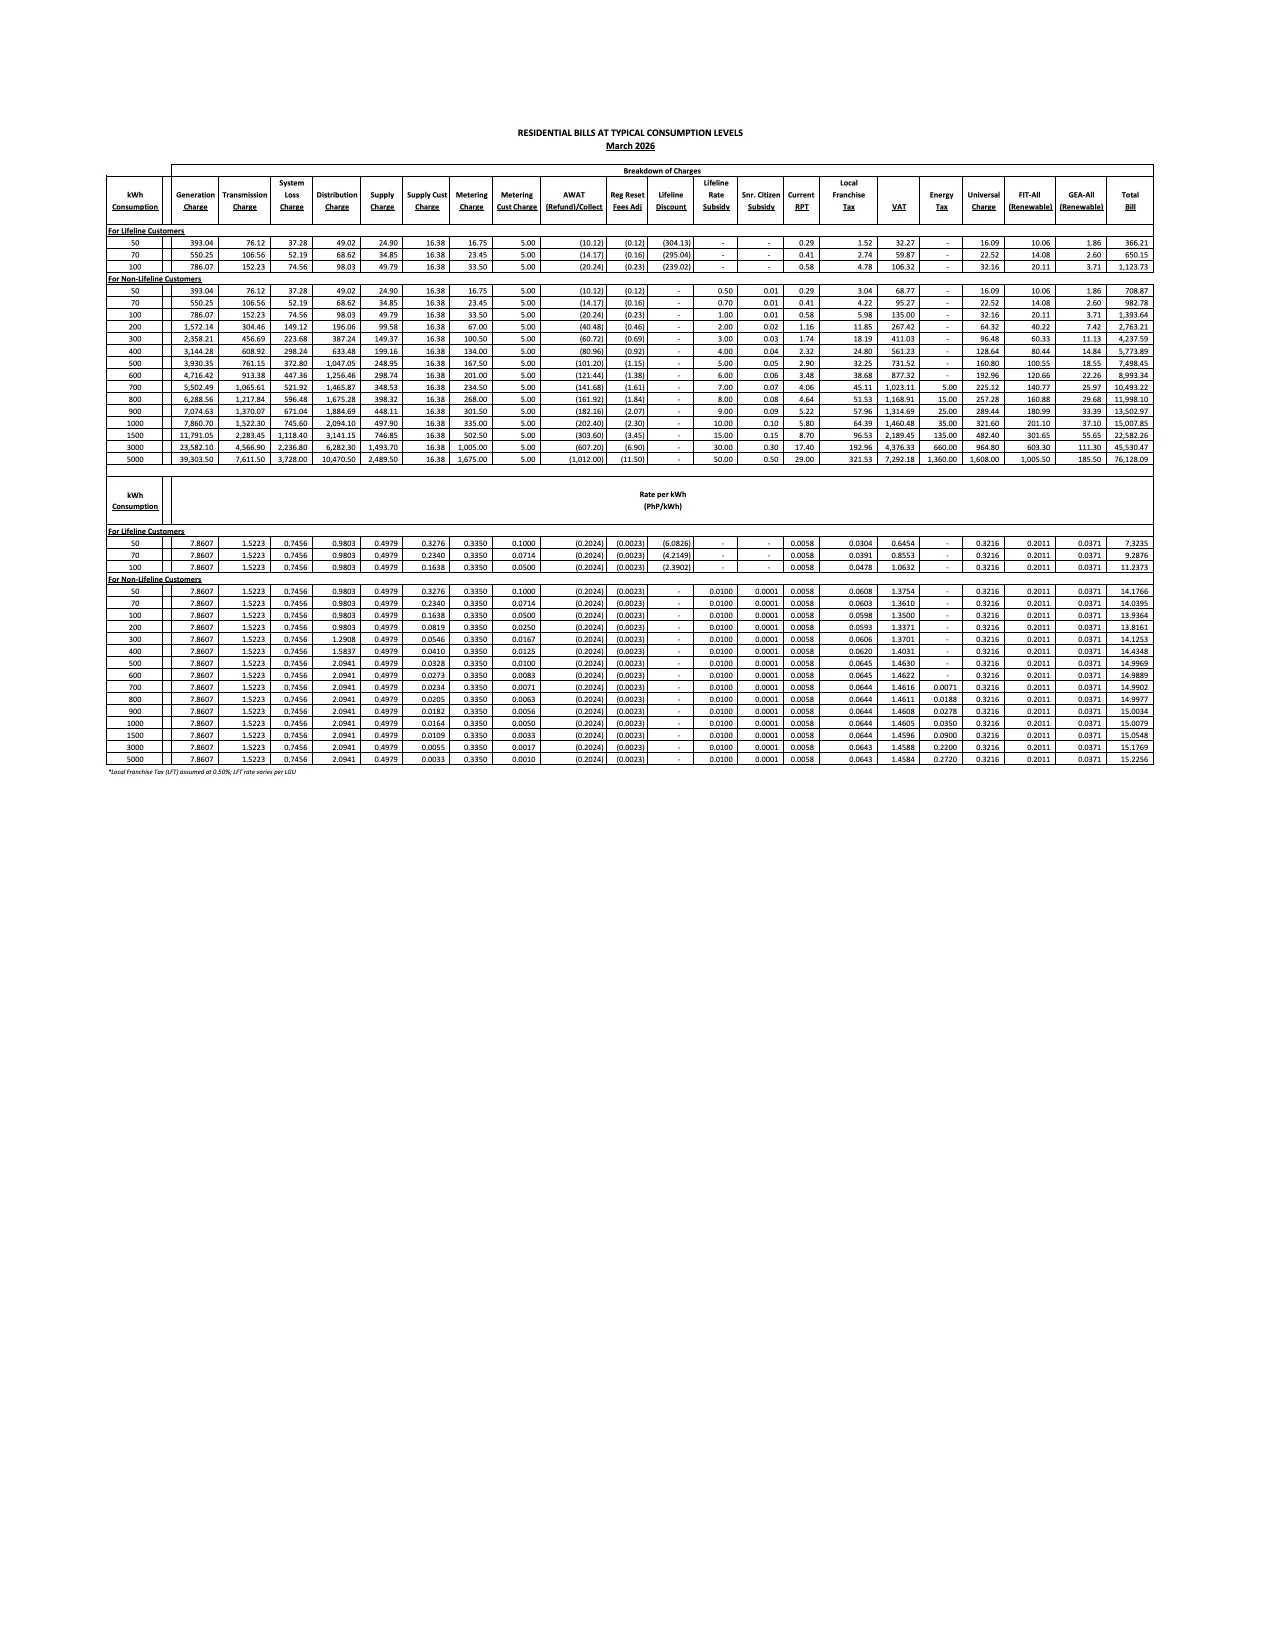 RESIDENTIAL BILLS AT TYPICAL CONSUMPTION LEVELS
March 2026
Breakdown of Charges
kWh Consumption Generation Charge Transmission Charge System Loss Charge Distribution Charge Supply Charge Supply Cust Charge Metering Charge Metering Cust Charge AWAT (Refund)/Collect Reg Reset Fees Adj Lifeline Discount Lifeline Rate Subsidy Snr. Citizen Subsidy Current RPT Local Franchise Tax VAT Energy Tax Universal Charge FIT-All (Renewable) GEA-All (Renewable) Total Bill
For Lifeline Customers
50 393.04 76.12 37.28 49.02 24.90 16.38 16.75 5.00 (10.12) (0.12) (304.13) - - 0.29 1.52 32.27 - 16.09 10.06 1.86 366.21
70 550.25 106.56 52.19 68.62 34.85 16.38 23.45 5.00 (14.17) (0.16) (295.04) - - 0.41 2.74 59.87 - 22.52 14.08 2.60 650.15
100 786.07 152.23 74.56 98.03 49.79 16.38 33.50 5.00 (20.24) (0.23) (239.02) - - 0.58 4.78 106.32 - 32.16 20.11 3.71 1,123.73
For Non-Lifeline Customers
50 393.04 76.12 37.28 49.02 24.90 16.38 16.75 5.00 (10.12) (0.12) - 0.50 0.01 0.29 3.04 68.77 - 16.09 10.06 1.86 708.87
70 550.25 106.56 52.19 68.62 34.85 16.38 23.45 5.00 (14.17) (0.16) - 0.70 0.01 0.41 4.22 95.27 - 22.52 14.08 2.60 982.78
100 786.07 152.23 74.56 98.03 49.79 16.38 33.50 5.00 (20.24) (0.23) - 1.00 0.01 0.58 5.98 135.00 - 32.16 20.11 3.71 1,393.64
200 1,572.14 304.46 149.12 196.06 99.58 16.38 67.00 5.00 (40.48) (0.46) - 2.00 0.02 1.16 11.85 267.42 - 64.32 40.22 7.42 2,763.21
300 2,358.21 456.69 223.68 387.24 149.37 16.38 100.50 5.00 (60.72) (0.69) - 3.00 0.03 1.74 18.19 411.03 - 96.48 60.33 11.13 4,237.59
400 3,144.28 608.92 298.24 633.48 199.16 16.38 134.00 5.00 (80.96) (0.92) - 4.00 0.04 2.32 24.80 561.23 - 128.64 80.44 14.84 5,773.89
500 3,930.35 761.15 372.80 1,047.05 248.95 16.38 167.50 5.00 (101.20) (1.15) - 5.00 0.05 2.90 32.25 731.52 - 160.80 100.55 18.55 7,498.45
600 4,716.42 913.38 447.36 1,256.46 298.74 16.38 201.00 5.00 (121.44) (1.38) - 6.00 0.06 3.48 38.68 877.32 - 192.96 120.66 22.26 8,993.34
700 5,502.49 1,065.61 521.92 1,465.87 348.53 16.38 234.50 5.00 (141.68) (1.61) - 7.00 0.07 4.06 45.11 1,023.11 5.00 225.12 140.77 25.97 10,493.22
800 6,288.56 1,217.84 596.48 1,675.28 398.32 16.38 268.00 5.00 (161.92) (1.84) - 8.00 0.08 4.64 51.53 1,168.91 15.00 257.28 160.88 29.68 11,998.10
900 7,074.63 1,370.07 671.04 1,884.69 448.11 16.38 301.50 5.00 (182.16) (2.07) - 9.00 0.09 5.22 57.96 1,314.69 25.00 289.44 180.99 33.39 13,502.97
1000 7,860.70 1,522.30 745.60 2,094.10 497.90 16.38 335.00 5.00 (202.40) (2.30) - 10.00 0.10 5.80 64.39 1,460.48 35.00 321.60 201.10 37.10 15,007.85
1500 11,791.05 2,283.45 1,118.40 3,141.15 746.85 16.38 502.50 5.00 (303.60) (3.45) - 15.00 0.15 8.70 96.53 2,189.45 135.00 482.40 301.65 55.65 22,582.26
3000 23,582.10 4,566.90 2,236.80 6,282.30 1,493.70 16.38 1,005.00 5.00 (607.20) (6.90) - 30.00 0.30 17.40 192.96 4,376.33 660.00 964.80 603.30 111.30 45,530.47
5000 39,303.50 7,611.50 3,728.00 10,470.50 2,489.50 16.38 1,675.00 5.00 (1,012.00) (11.50) - 50.00 0.50 29.00 321.53 7,292.18 1,360.00 1,608.00 1,005.50 185.50 76,128.09
kWh Consumption Rate per kWh (PhP/kWh)
For Lifeline Customers
50 7.8607 1.5223 0.7456 0.9803 0.4979 0.3276 0.3350 0.1000 (0.2024) (0.0023) (6.0826) - - 0.0058 0.0304 0.6454 - 0.3216 0.2011 0.0371 7.3235
70 7.8607 1.5223 0.7456 0.9803 0.4979 0.2340 0.3350 0.0714 (0.2024) (0.0023) (4.2149) - - 0.0058 0.0391 0.8553 - 0.3216 0.2011 0.0371 9.2876
100 7.8607 1.5223 0.7456 0.9803 0.4979 0.1638 0.3350 0.0500 (0.2024) (0.0023) (2.3902) - - 0.0058 0.0478 1.0632 - 0.3216 0.2011 0.0371 11.2373
For Non-Lifeline Customers
50 7.8607 1.5223 0.7456 0.9803 0.4979 0.3276 0.3350 0.1000 (0.2024) (0.0023) - 0.0100 0.0001 0.0058 0.0608 1.3754 - 0.3216 0.2011 0.0371 14.1766
70 7.8607 1.5223 0.7456 0.9803 0.4979 0.2340 0.3350 0.0714 (0.2024) (0.0023) - 0.0100 0.0001 0.0058 0.0603 1.3610 - 0.3216 0.2011 0.0371 14.0395
100 7.8607 1.5223 0.7456 0.9803 0.4979 0.1638 0.3350 0.0500 (0.2024) (0.0023) - 0.0100 0.0001 0.0058 0.0598 1.3500 - 0.3216 0.2011 0.0371 13.9364
200 7.8607 1.5223 0.7456 0.9803 0.4979 0.0819 0.3350 0.0250 (0.2024) (0.0023) - 0.0100 0.0001 0.0058 0.0593 1.3371 - 0.3216 0.2011 0.0371 13.8161
300 7.8607 1.5223 0.7456 1.2908 0.4979 0.0546 0.3350 0.0167 (0.2024) (0.0023) - 0.0100 0.0001 0.0058 0.0606 1.3701 - 0.3216 0.2011 0.0371 14.1253
400 7.8607 1.5223 0.7456 1.5837 0.4979 0.0410 0.3350 0.0125 (0.2024) (0.0023) - 0.0100 0.0001 0.0058 0.0620 1.4031 - 0.3216 0.2011 0.0371 14.4348
500 7.8607 1.5223 0.7456 2.0941 0.4979 0.0328 0.3350 0.0100 (0.2024) (0.0023) - 0.0100 0.0001 0.0058 0.0645 1.4630 - 0.3216 0.2011 0.0371 14.9969
600 7.8607 1.5223 0.7456 2.0941 0.4979 0.0273 0.3350 0.0083 (0.2024) (0.0023) - 0.0100 0.0001 0.0058 0.0645 1.4622 - 0.3216 0.2011 0.0371 14.9889
700 7.8607 1.5223 0.7456 2.0941 0.4979 0.0234 0.3350 0.0071 (0.2024) (0.0023) - 0.0100 0.0001 0.0058 0.0644 1.4616 0.0071 0.3216 0.2011 0.0371 14.9902
800 7.8607 1.5223 0.7456 2.0941 0.4979 0.0205 0.3350 0.0063 (0.2024) (0.0023) - 0.0100 0.0001 0.0058 0.0644 1.4611 0.0188 0.3216 0.2011 0.0371 14.9977
900 7.8607 1.5223 0.7456 2.0941 0.4979 0.0182 0.3350 0.0056 (0.2024) (0.0023) - 0.0100 0.0001 0.0058 0.0644 1.4608 0.0278 0.3216 0.2011 0.0371 15.0034
1000 7.8607 1.5223 0.7456 2.0941 0.4979 0.0164 0.3350 0.0050 (0.2024) (0.0023) - 0.0100 0.0001 0.0058 0.0644 1.4605 0.0350 0.3216 0.2011 0.0371 15.0079
1500 7.8607 1.5223 0.7456 2.0941 0.4979 0.0109 0.3350 0.0033 (0.2024) (0.0023) - 0.0100 0.0001 0.0058 0.0644 1.4596 0.0900 0.3216 0.2011 0.0371 15.0548
3000 7.8607 1.5223 0.7456 2.0941 0.4979 0.0055 0.3350 0.0017 (0.2024) (0.0023) - 0.0100 0.0001 0.0058 0.0643 1.4588 0.2200 0.3216 0.2011 0.0371 15.1769
5000 7.8607 1.5223 0.7456 2.0941 0.4979 0.0033 0.3350 0.0010 (0.2024) (0.0023) - 0.0100 0.0001 0.0058 0.0643 1.4584 0.2720 0.3216 0.2011 0.0371 15.2256
*Local Franchise Tax (LFT) assumed at 0.50%; LFT rate varies per LGU